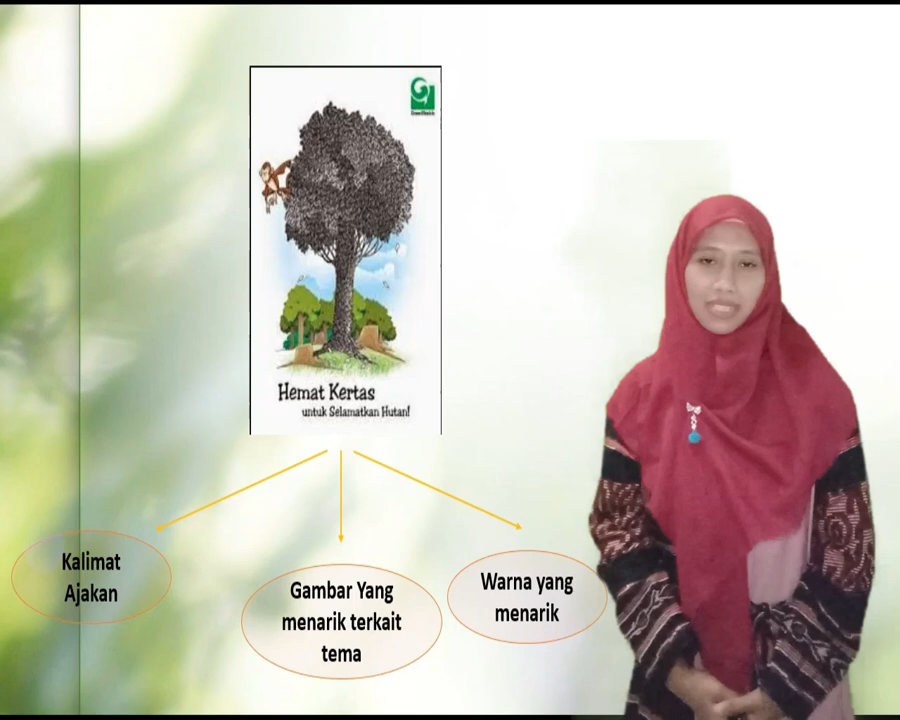 Hemat Kertas
untuk Selamatkan Hutan!
Kalimat
Ajakan
Gambar Yang
menarik terkait
tema
Warna yang
menarik